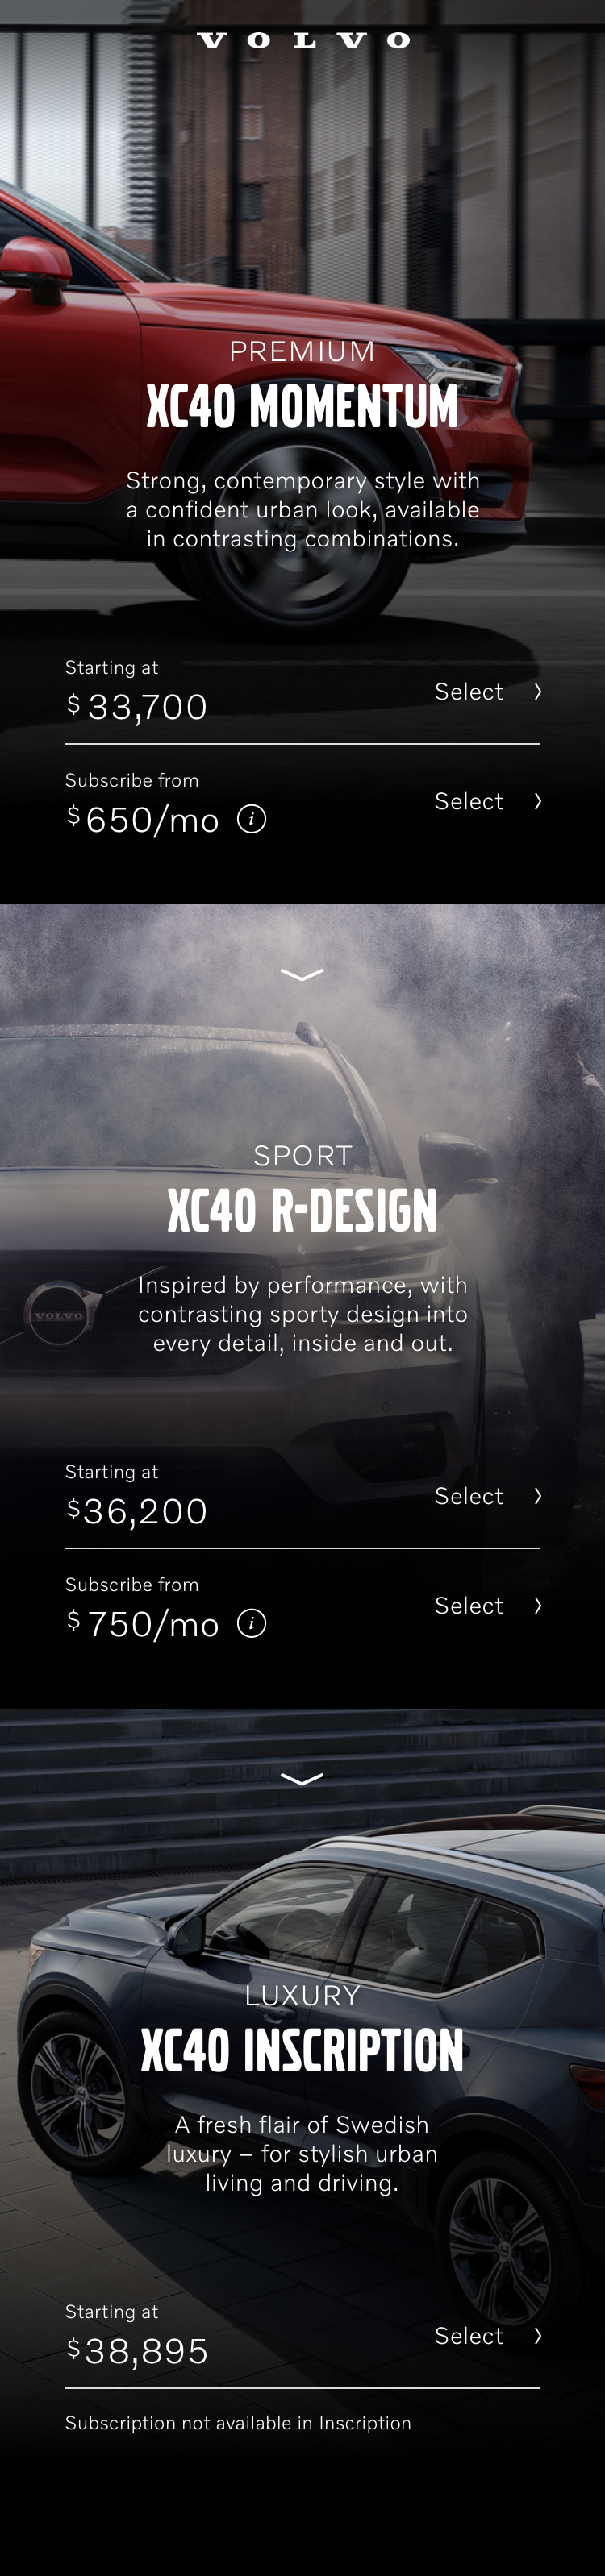 VOLVO
PREMIUM
XC40 MOMENTUM
Strong, contemporary style with
a confident urban look, available
in contrasting combinations.
Starting at
$33,700
Select
Subscribe from
$650/mo i
Select
SPORT
XC40 R-DESIGN
VOLVO
Inspired by performance, with
contrasting sporty design into
every detail, inside and out.
Starting at
$36,200
Select
Subscribe from
$750/mo i
Select
LUXURY
XC40 INSCRIPTION
A fresh flair of Swedish
luxury – for stylish urban
living and driving.
Starting at
$38,895
Select
Subscription not available in Inscription